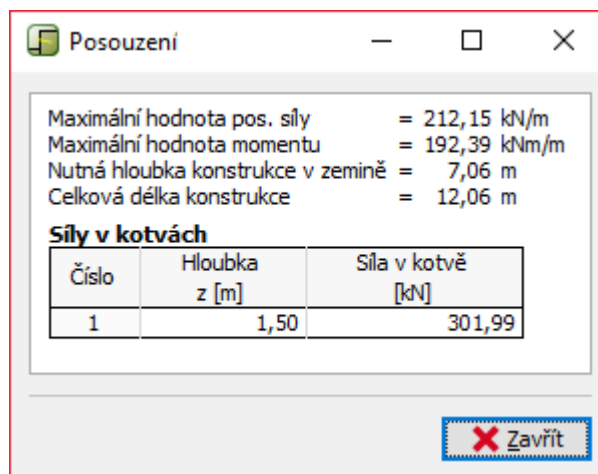 Posouzení
Maximální hodnota pos. síly = 212,15 kN/m
Maximální hodnota momentu = 192,39 kNm/m
Nutná hloubka konstrukce v zemině = 7,06 m
Celková délka konstrukce = 12,06 m
Síly v kotvách
Číslo Hloubka Síla v kotvě
z [m] [kN]
1 1,50 301,99
Zavřít